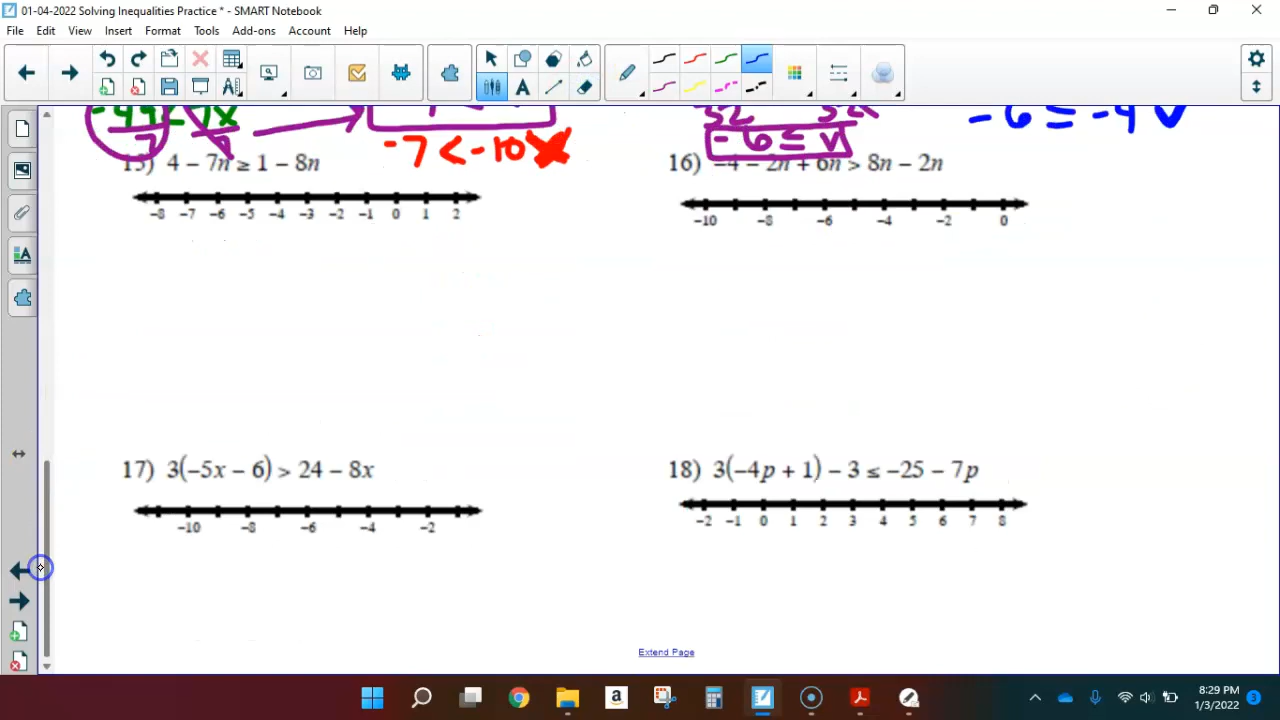 01-04-2022 Solving Inequalities Practice * - SMART Notebook
File Edit View Insert Format Tools Add-ons Account Help
-7 < -10
-6 ≤
-6 ≤ -4 ✓
15) 4 − 7n ≥ 1 − 8n
-8 -7 -6 -5 -4 -3 -2 -1 0 1 2
16) −4 − 2n + 6n > 8n − 2n
-10 -8 -6 -4 -2 0
17) 3(−5x − 6) > 24 − 8x
-10 -8 -6 -4 -2
18) 3(−4p + 1) − 3 ≤ −25 − 7p
-2 -1 0 1 2 3 4 5 6 7 8
Extend Page
8:29 PM
1/3/2022
3